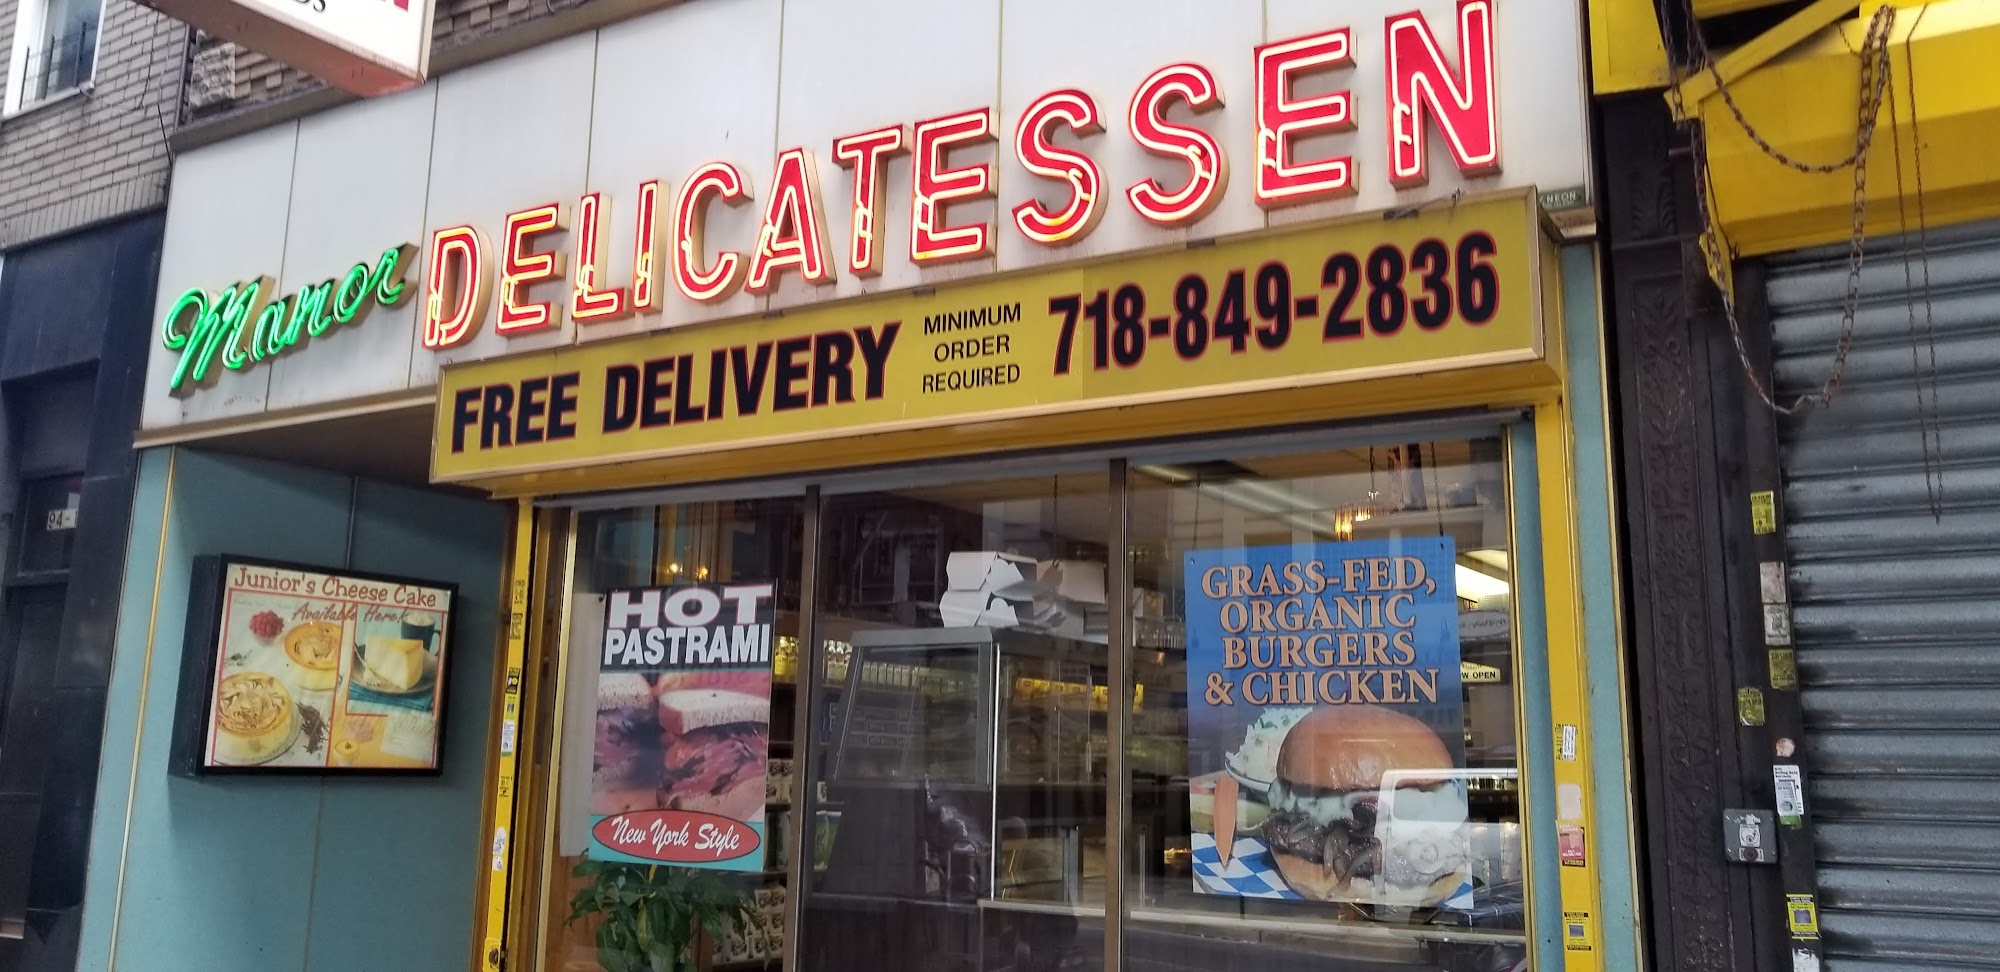 Manor DELICATESSEN
NEON
FREE DELIVERY
MINIMUM
ORDER
REQUIRED
718-849-2836
94-
Junior's Cheese Cake
Available Here!
HOT
PASTRAMI
New York Style
GRASS-FED,
ORGANIC
BURGERS
& CHICKEN
OPEN